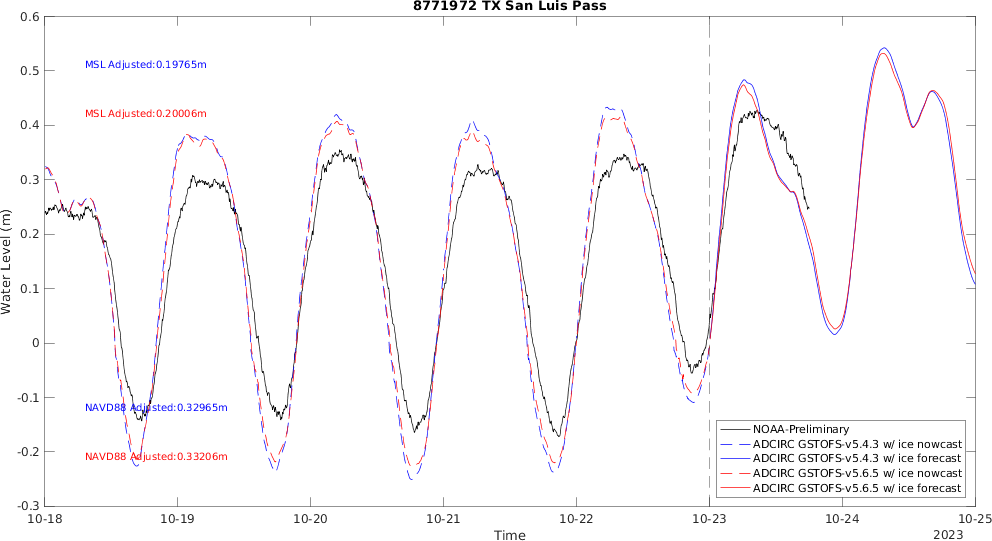 8771972 TX San Luis Pass
0.6
0.5
0.4
0.3
0.2
0.1
0
-0.1
-0.2
-0.3
Water Level (m)
MSL Adjusted:0.19765m
MSL Adjusted:0.20006m
NAVD88 Adjusted:0.32965m
NAVD88 Adjusted:0.33206m
NOAA-Preliminary
ADCIRC GSTOFS-v5.4.3 w/ ice nowcast
ADCIRC GSTOFS-v5.4.3 w/ ice forecast
ADCIRC GSTOFS-v5.6.5 w/ ice nowcast
ADCIRC GSTOFS-v5.6.5 w/ ice forecast
10-18 10-19 10-20 10-21 10-22 10-23 10-24 10-25
Time
2023